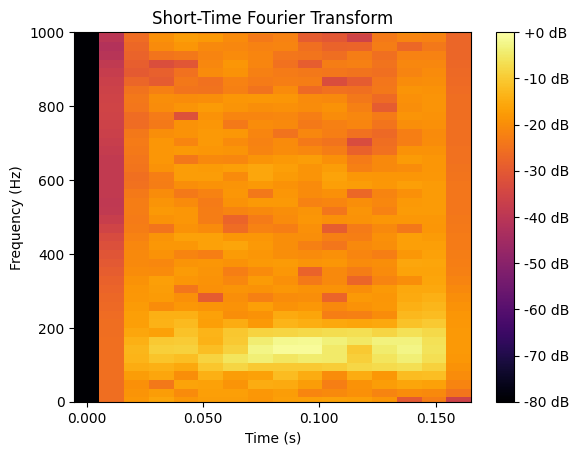 Short-Time Fourier Transform
1000
800
600
400
200
0
Frequency (Hz)
0.000
0.050
0.100
0.150
Time (s)
+0 dB
-10 dB
-20 dB
-30 dB
-40 dB
-50 dB
-60 dB
-70 dB
-80 dB